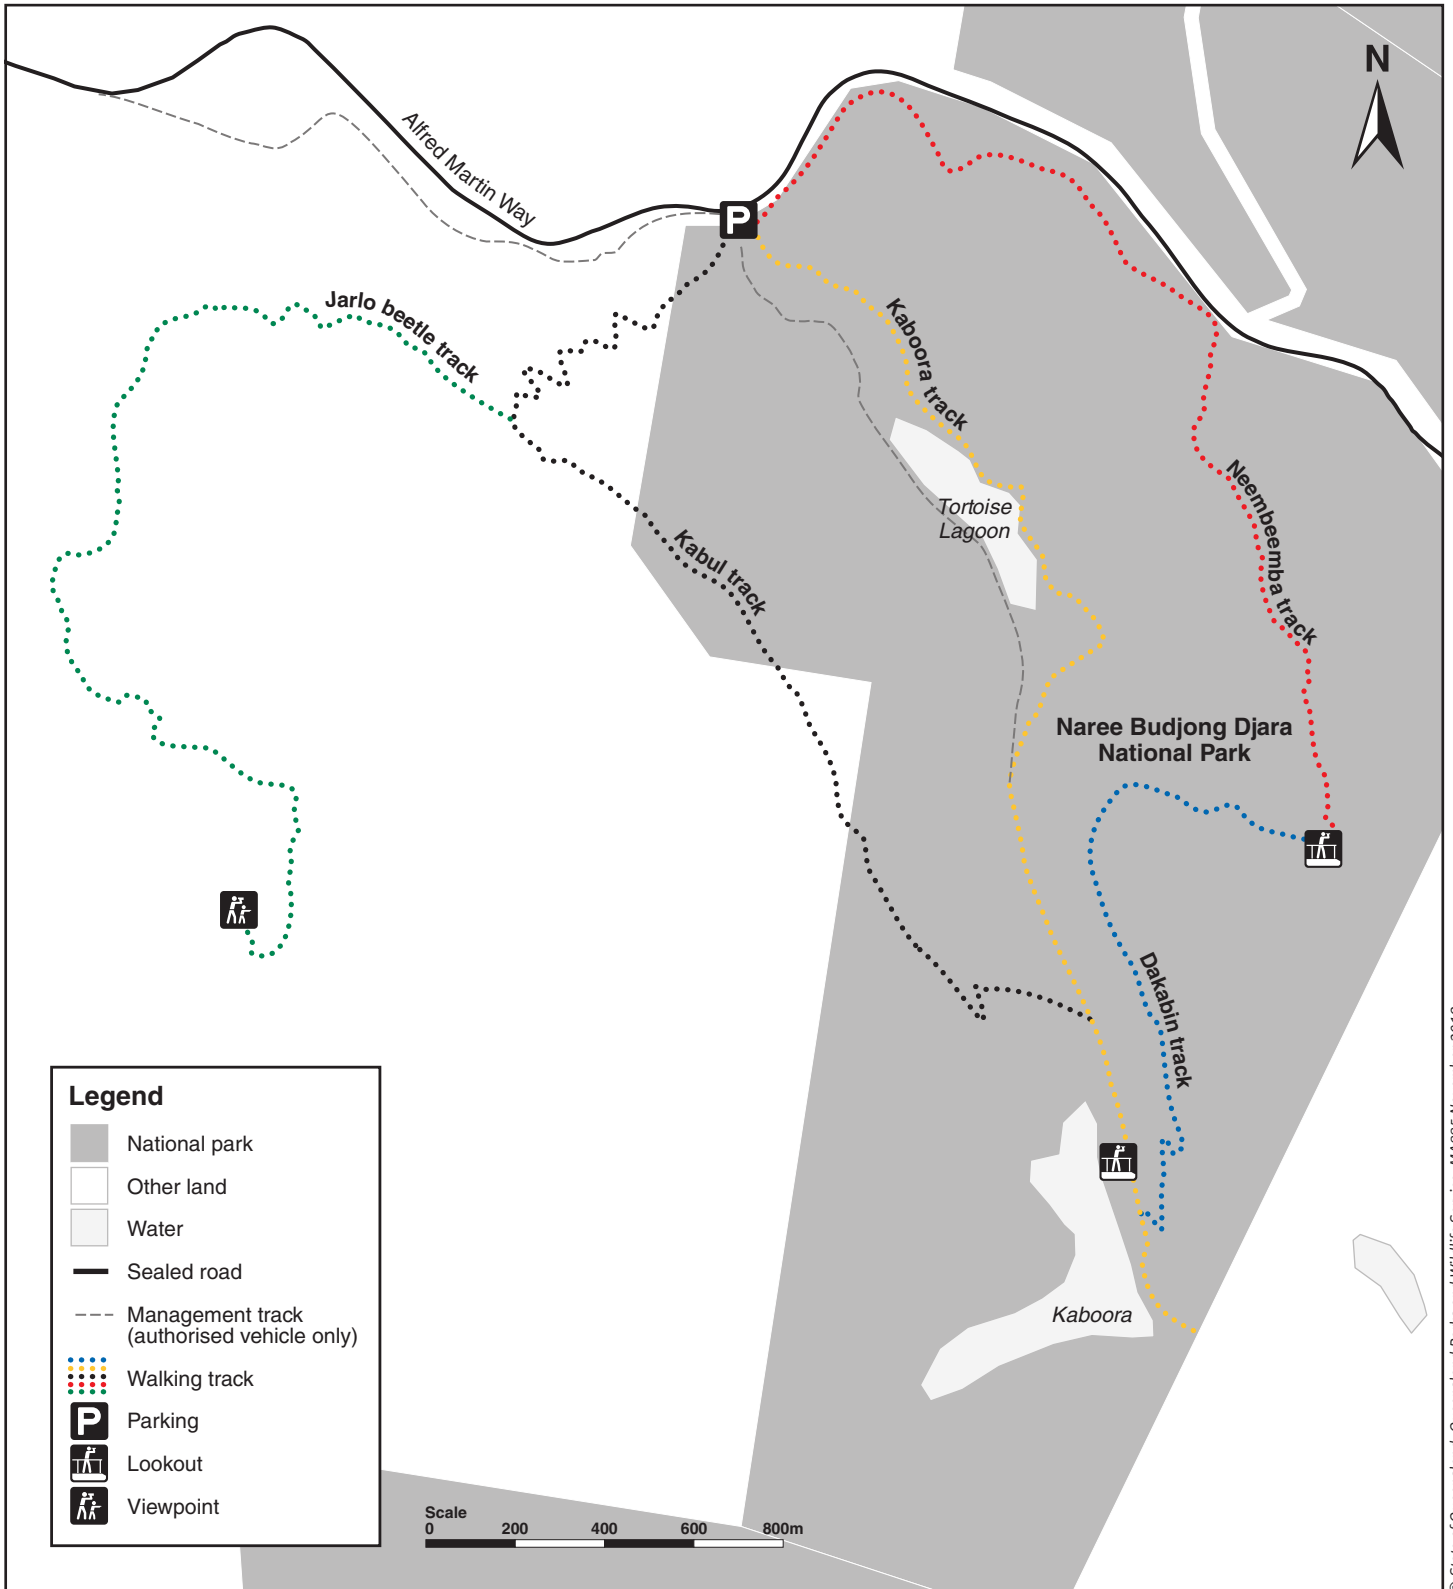 N
Alfred Martin Way
P
Jarlo beetle track
Kaboora track
Tortoise
Lagoon
Neembeemba track
Kabul track
Naree Budjong Djara
National Park
Dakabin track
Kaboora
Legend
National park
Other land
Water
Sealed road
Management track
(authorised vehicle only)
Walking track
P
Parking
Lookout
Viewpoint
Scale
0 200 400 600 800m